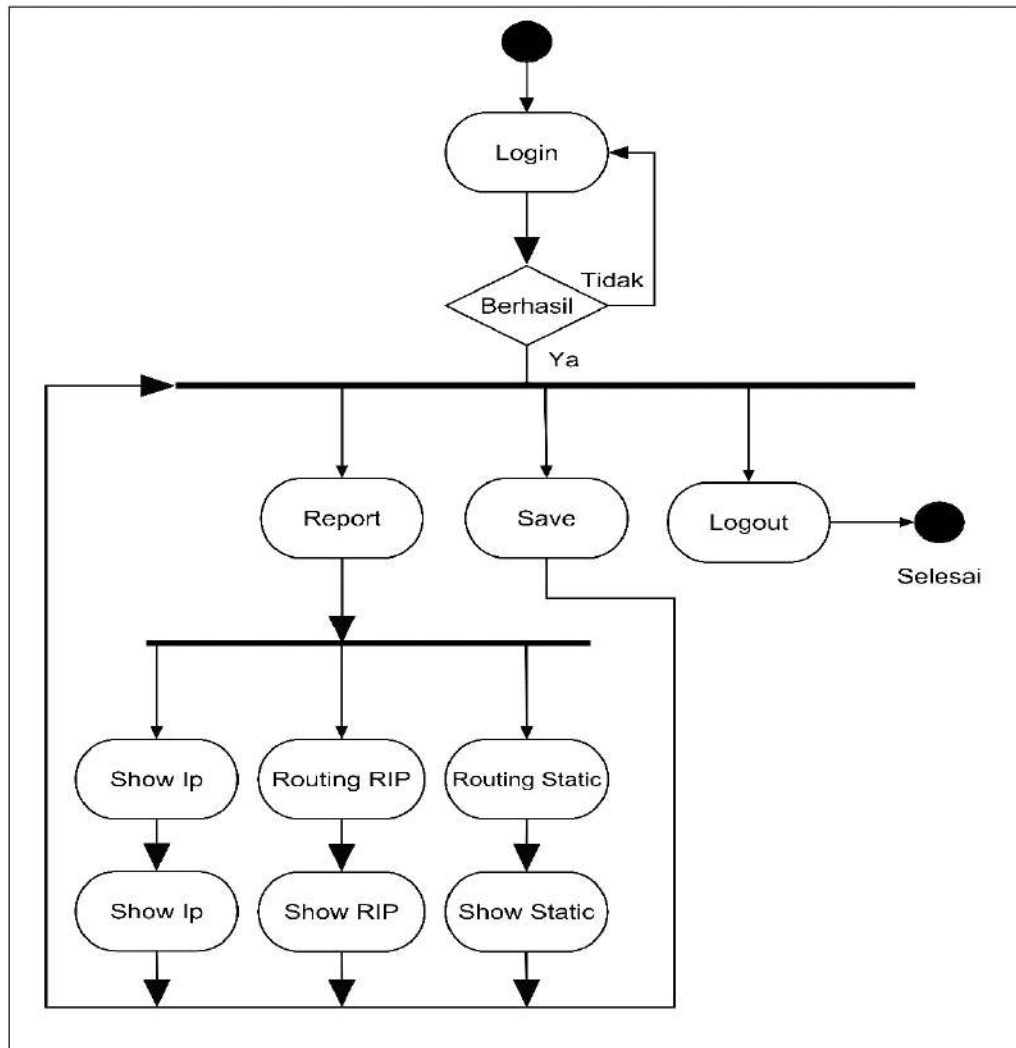 Login
Tidak
Berhasil
Ya
Report
Save
Logout
Selesai
Show Ip
Routing RIP
Routing Static
Show Ip
Show RIP
Show Static